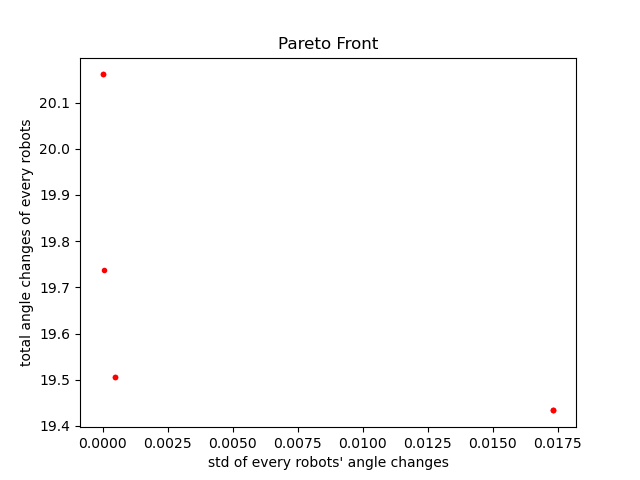 Pareto Front
total angle changes of every robots
20.1
20.0
19.9
19.8
19.7
19.6
19.5
19.4
0.0000 0.0025 0.0050 0.0075 0.0100 0.0125 0.0150 0.0175
std of every robots' angle changes